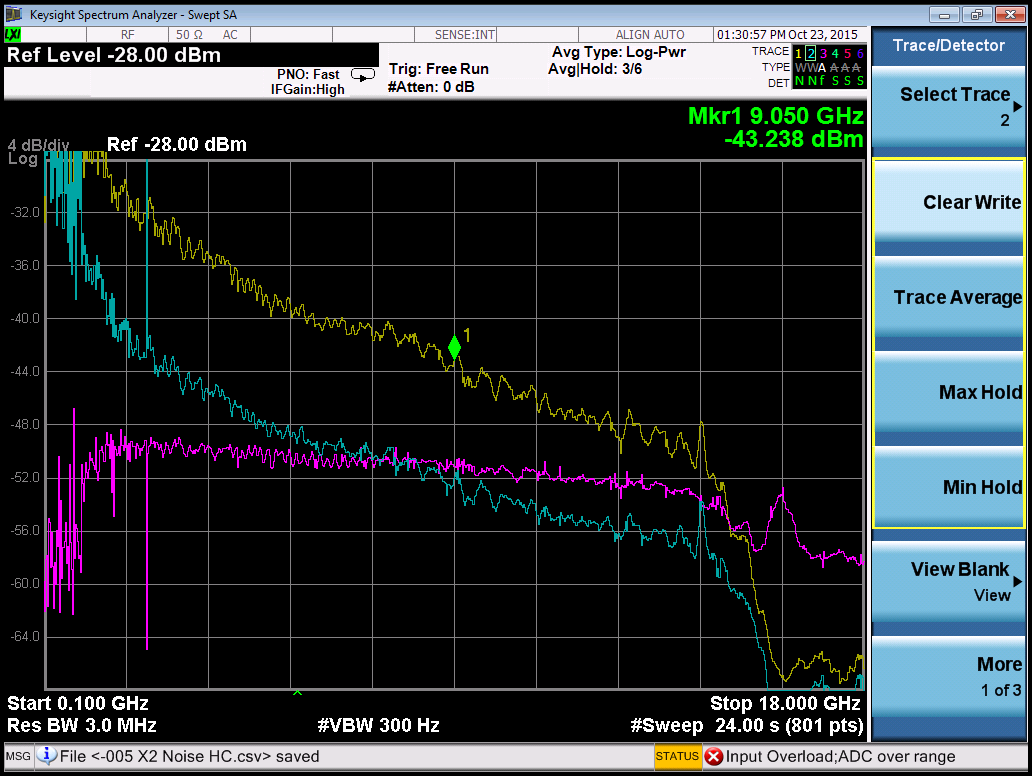 Keysight Spectrum Analyzer - Swept SA
LXI RF 50 Ω AC SENSE:INT ALIGN AUTO 01:30:57 PM Oct 23, 2015
Ref Level -28.00 dBm
PNO: Fast
IFGain:High
Trig: Free Run
#Atten: 0 dB
Avg Type: Log-Pwr
Avg|Hold: 3/6
TRACE 1 2 3 4 5 6
TYPE W W A A A A
DET N N f S S S
Mkr1 9.050 GHz
-43.238 dBm
4 dB/div
Log
Ref -28.00 dBm
-32.0
-36.0
-40.0
-44.0
-48.0
-52.0
-56.0
-60.0
-64.0
1
Start 0.100 GHz Stop 18.000 GHz
Res BW 3.0 MHz #VBW 300 Hz #Sweep 24.00 s (801 pts)
MSG File <-005 X2 Noise HC.csv> saved STATUS Input Overload;ADC over range
Trace/Detector
Select Trace
2
Clear Write
Trace Average
Max Hold
Min Hold
View Blank
View
More
1 of 3